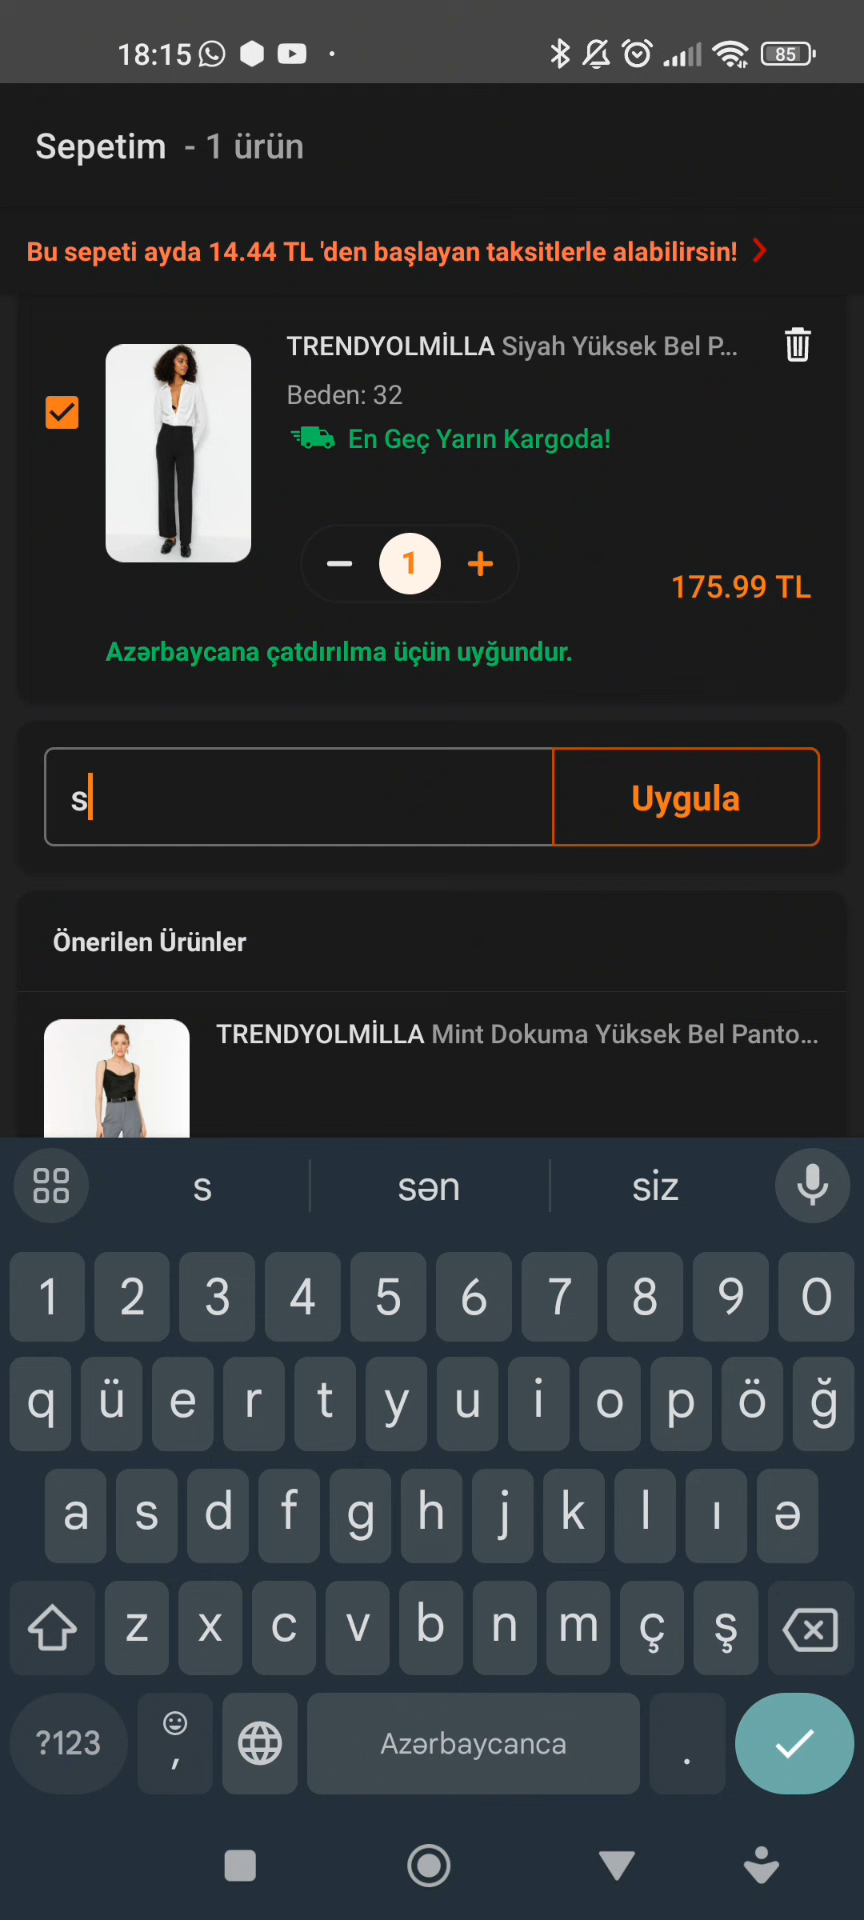 18:15
85
Sepetim - 1 ürün
Bu sepeti ayda 14.44 TL 'den başlayan taksitlerle alabilirsin!
TRENDYOLMİLLA Siyah Yüksek Bel P...
Beden: 32
En Geç Yarın Kargoda!
1
175.99 TL
Azərbaycana çatdırılma üçün uyğundur.
s
Uygula
Önerilen Ürünler
TRENDYOLMİLLA Mint Dokuma Yüksek Bel Panto...
s sən siz
1 2 3 4 5 6 7 8 9 0
q ü e r t y u i o p ö ğ
a s d f g h j k l ı ə
z x c v b n m ç ş
?123 , Azərbaycanca .